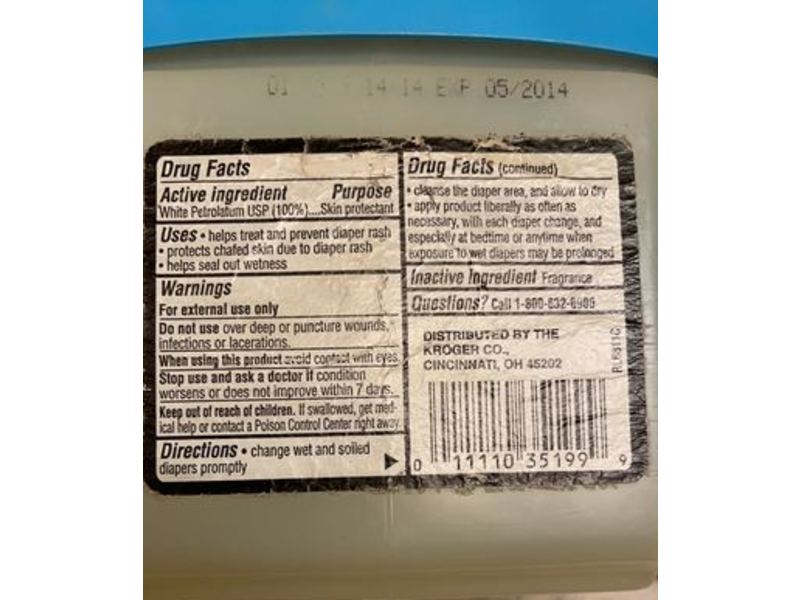 01 14 14 EXP 05/2014
Drug Facts
Active ingredient Purpose
White Petrolatum USP (100%)....Skin protectant
Uses • helps treat and prevent diaper rash
• protects chafed skin due to diaper rash
• helps seal out wetness
Warnings
For external use only
Do not use over deep or puncture wounds,
infections or lacerations.
When using this product avoid contact with eyes.
Stop use and ask a doctor if condition
worsens or does not improve within 7 days.
Keep out of reach of children. If swallowed, get med-
ical help or contact a Poison Control Center right away.
Directions • change wet and soiled
diapers promptly
Drug Facts (continued)
• cleanse the diaper area, and allow to dry
• apply product liberally as often as
necessary, with each diaper change, and
especially at bedtime or anytime when
exposure to wet diapers may be prolonged
Inactive Ingredient Fragrance
Questions? Call
DISTRIBUTED BY THE
KROGER CO.,
CINCINNATI, OH 45202
0 11110 35199 9